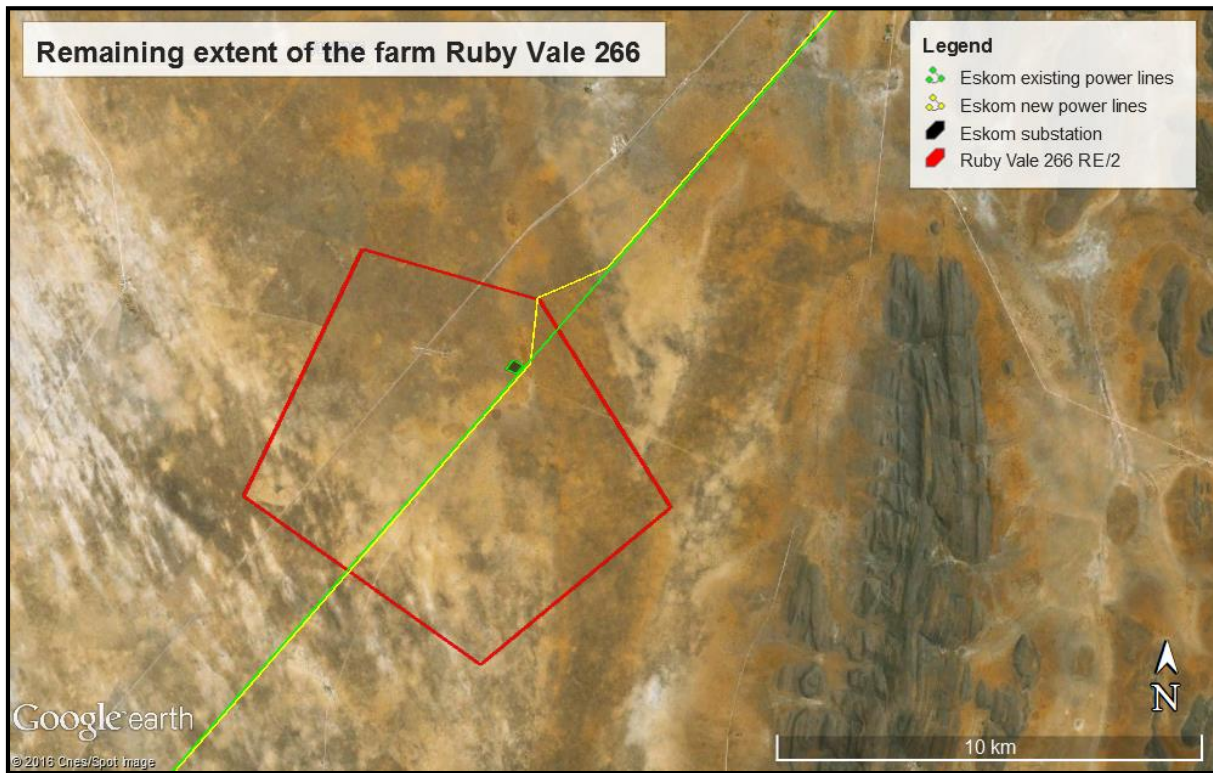 Remaining extent of the farm Ruby Vale 266
Legend
Eskom existing power lines
Eskom new power lines
Eskom substation
Ruby Vale 266 RE/2
N
10 km
Google earth
© 2016 Cnes/Spot Image